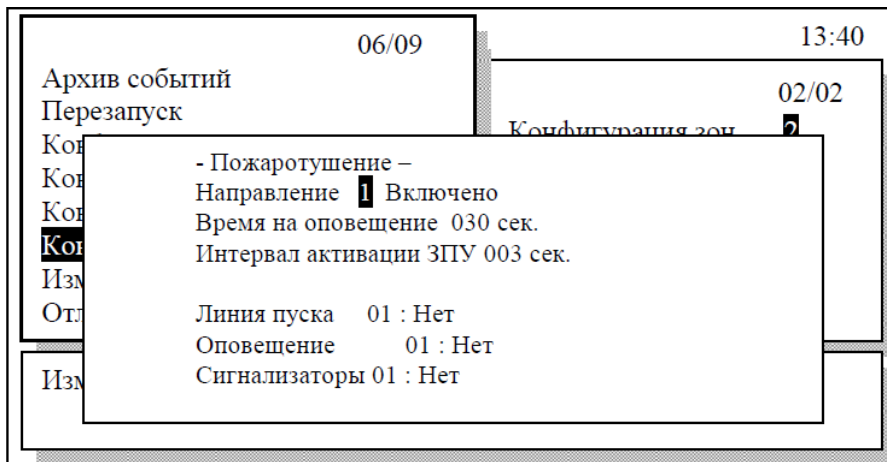 06/09
13:40
Архив событий
Перезапуск
02/02
Конфигурация зон 2
- Пожаротушение –
Направление 1 Включено
Время на оповещение 030 сек.
Интервал активации ЗПУ 003 сек.
Линия пуска 01 : Нет
Оповещение 01 : Нет
Сигнализаторы 01 : Нет